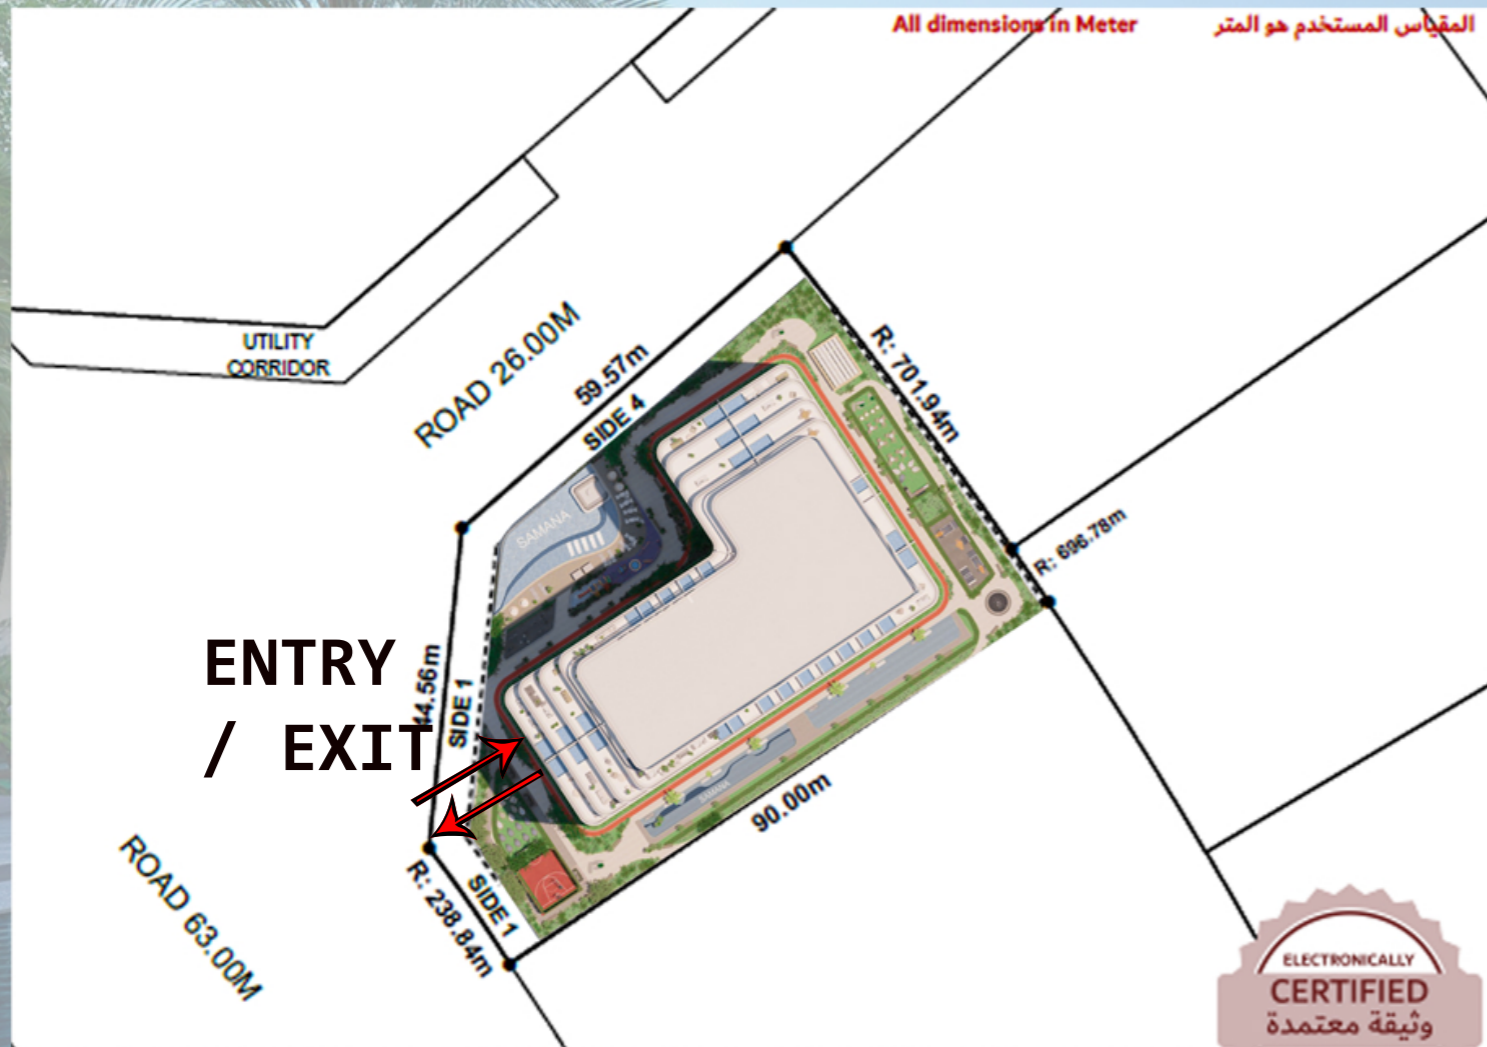 All dimensions in Meter
المقياس المستخدم هو المتر
UTILITY
CORRIDOR
ROAD 26.00M
59.57m
SIDE 4
R: 701.94m
R: 696.78m
SAMANA
ENTRY
/ EXIT
44.56m
SIDE 1
90.00m
SAMANA
ROAD 63.00M
R: 238.84m
SIDE 1
ELECTRONICALLY
CERTIFIED
وثيقة معتمدة